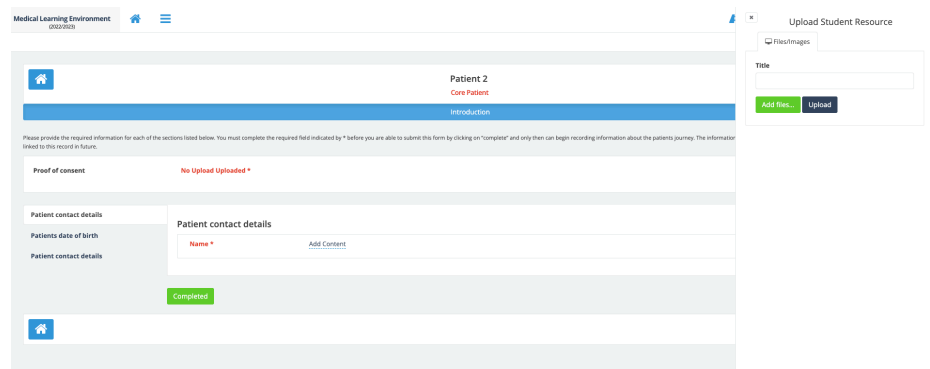 Medical Learning Environment
(2022/2023)
Upload Student Resource
Files/Images
Title
Add files... Upload
Patient 2
Core Patient
Introduction
Please provide the required information for each of the sections listed below. You must complete the required field indicated by * before you are able to submit this form by clicking on "complete" and only then can begin recording information about the patients journey. The information
linked to this record in future.
Proof of consent No Upload Uploaded *
Patient contact details
Patients date of birth
Patient contact details
Patient contact details
Name * Add Content
Completed